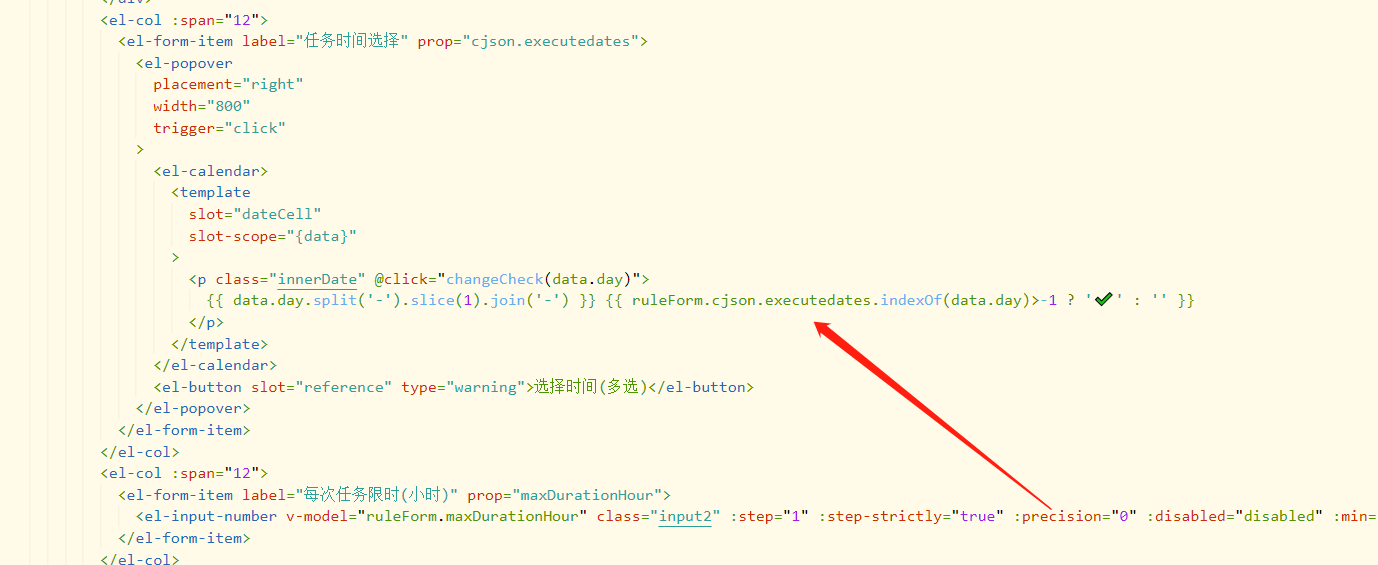 </div>
<el-col :span="12">
<el-form-item label="任务时间选择" prop="cjson.executedates">
<el-popover
placement="right"
width="800"
trigger="click"
>
<el-calendar>
<template
slot="dateCell"
slot-scope="{data}"
>
<p class="innerDate" @click="changeCheck(data.day)">
{{ data.day.split('-').slice(1).join('-') }} {{ ruleForm.cjson.executedates.indexOf(data.day)>-1 ? '✔' : '' }}
</p>
</template>
</el-calendar>
<el-button slot="reference" type="warning">选择时间(多选)</el-button>
</el-popover>
</el-form-item>
</el-col>
<el-col :span="12">
<el-form-item label="每次任务限时(小时)" prop="maxDurationHour">
<el-input-number v-model="ruleForm.maxDurationHour" class="input2" :step="1" :step-strictly="true" :precision="0" :disabled="disabled" :min=
</el-form-item>
</el-col>